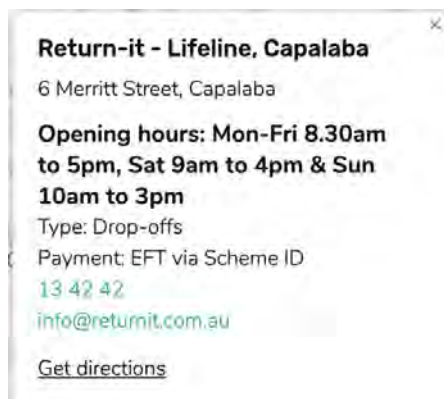 Return-it - Lifeline, Capalaba
6 Merritt Street, Capalaba
Opening hours: Mon-Fri 8.30am
to 5pm, Sat 9am to 4pm & Sun
10am to 3pm
Type: Drop-offs
Payment: EFT via Scheme ID
13 42 42
info@returnit.com.au
Get directions